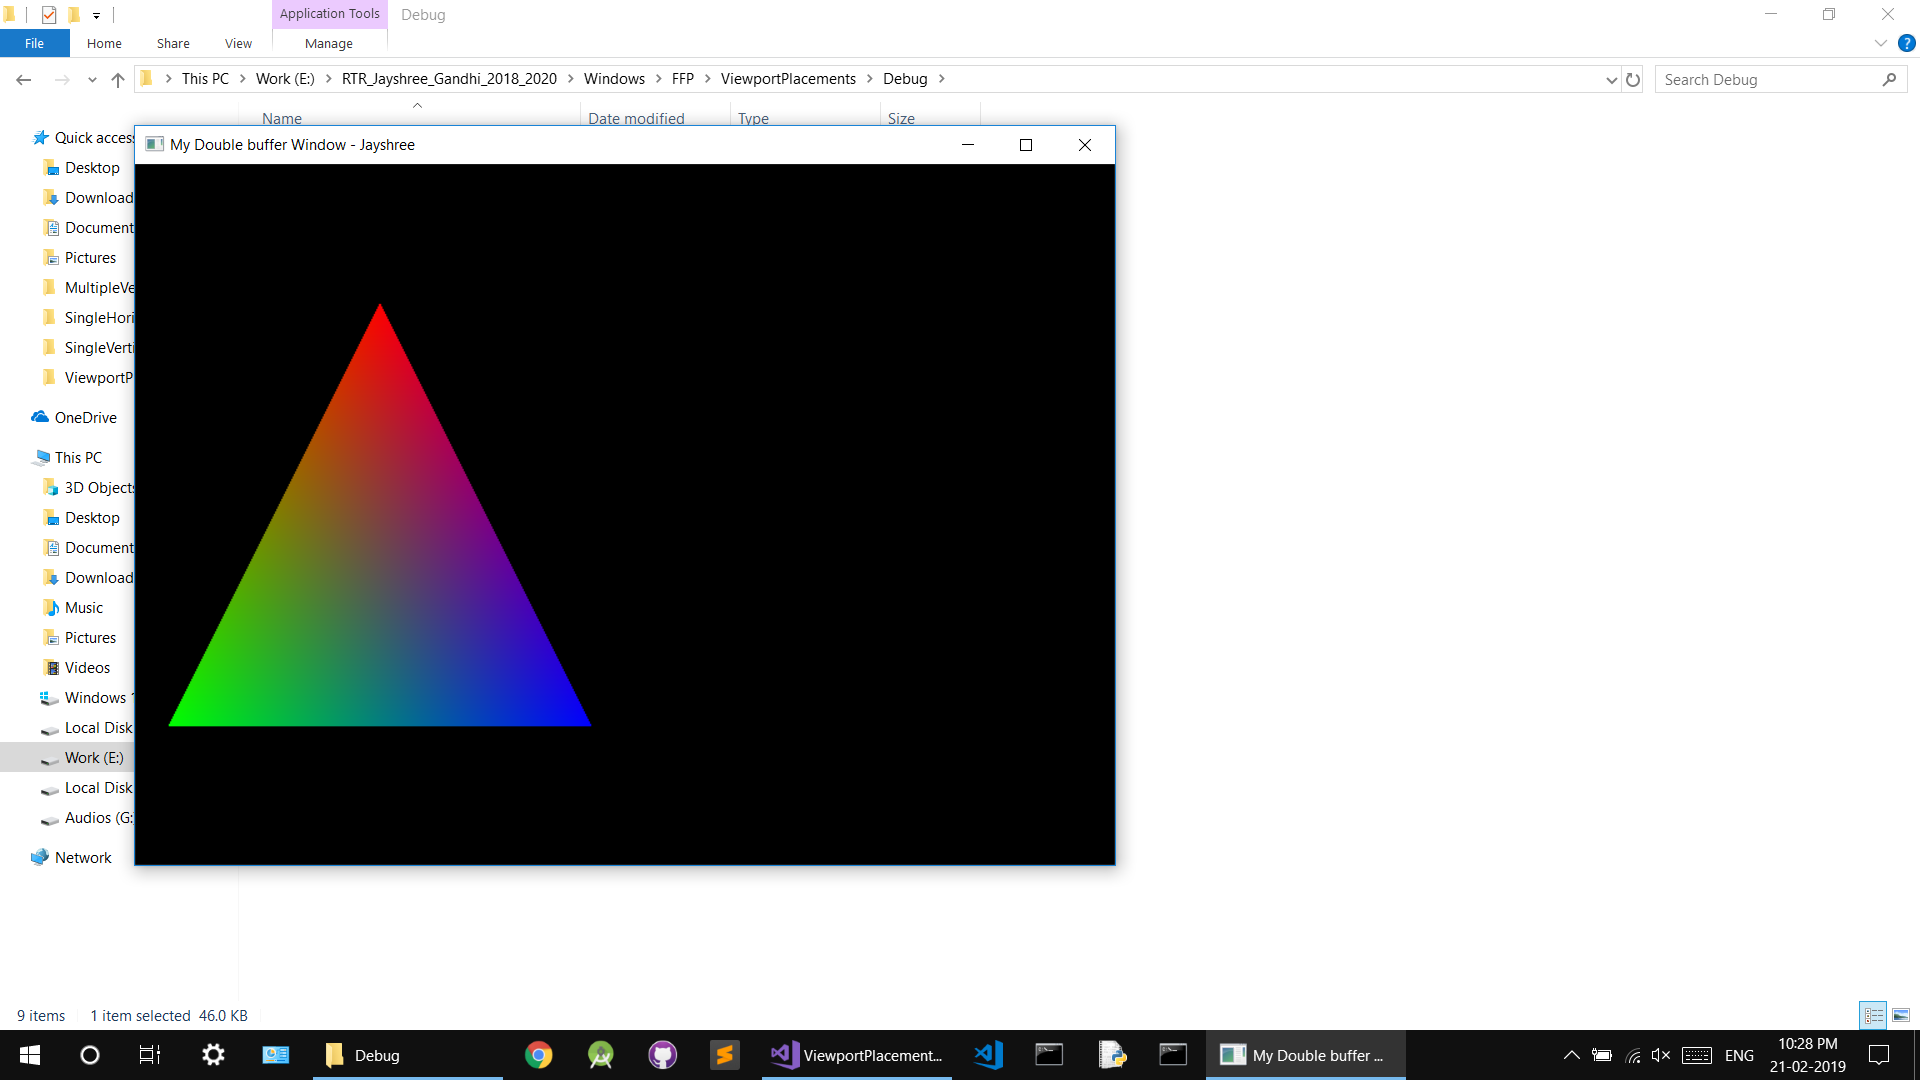 Application Tools Debug
File Home Share View Manage
This PC Work (E:) RTR_Jayshree_Gandhi_2018_2020 Windows FFP ViewportPlacements Debug Search Debug
Name Date modified Type Size
Quick access
My Double buffer Window - Jayshree
Desktop
Download
Document
Pictures
MultipleVe
SingleHori
SingleVerti
ViewportP
OneDrive
This PC
3D Objects
Desktop
Document
Download
Music
Pictures
Videos
Windows
Local Disk
Work (E:)
Local Disk
Audios (G:
Network
9 items 1 item selected 46.0 KB
Debug ViewportPlacement... My Double buffer ... ENG 10:28 PM
21-02-2019